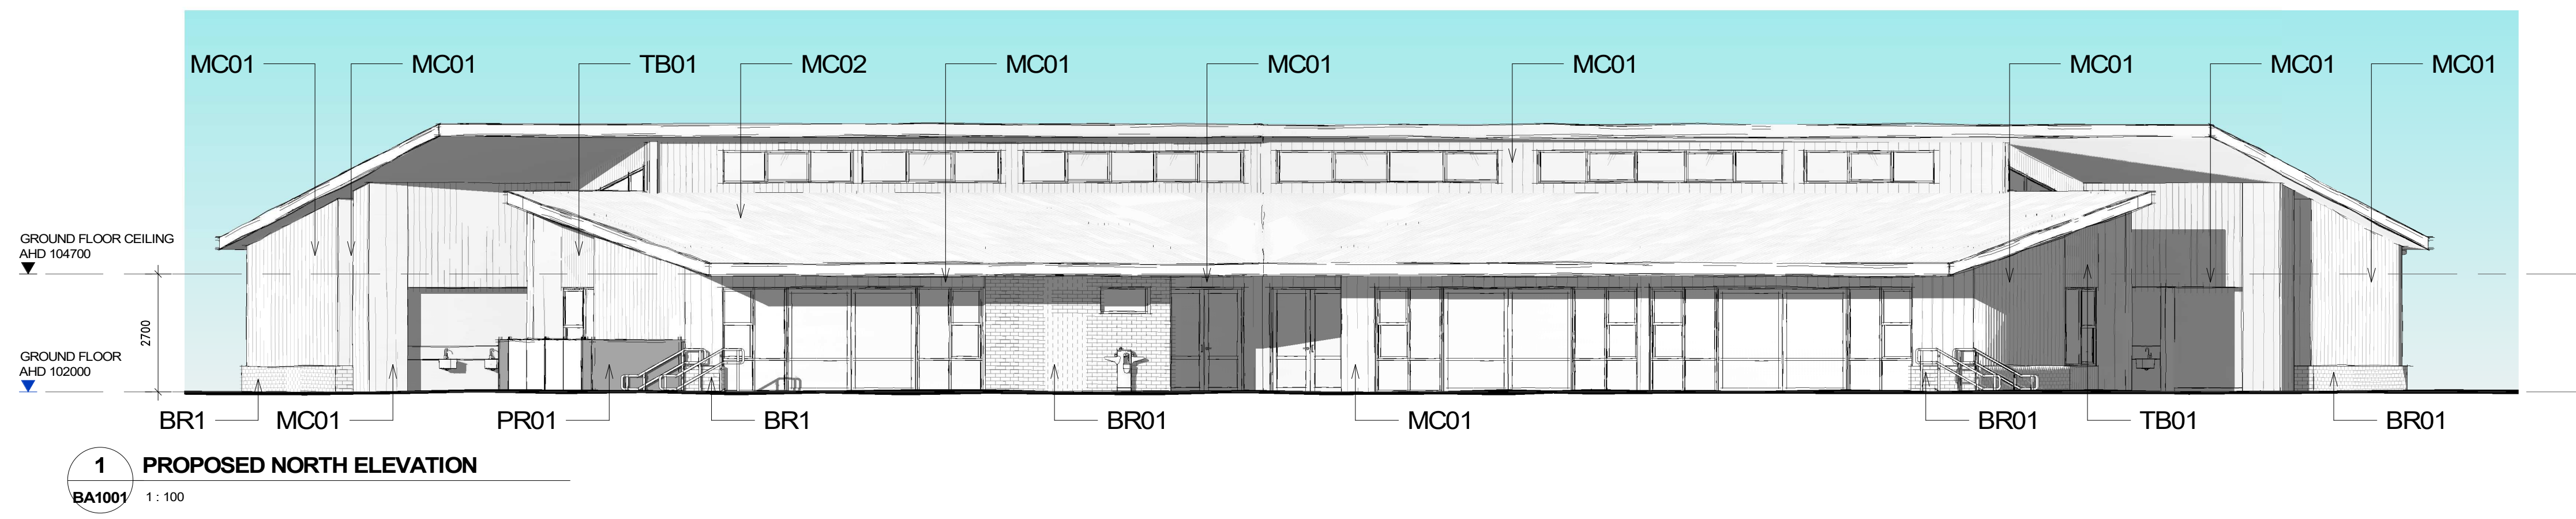 MC01 MC01 TB01 MC02 MC01 MC01 MC01 MC01 MC01 MC01
GROUND FLOOR CEILING
AHD 104700
2700
GROUND FLOOR
AHD 102000
BR1 MC01 PR01 BR1 BR01 MC01 BR01 TB01 BR01
1 PROPOSED NORTH ELEVATION
BA1001 1 : 100